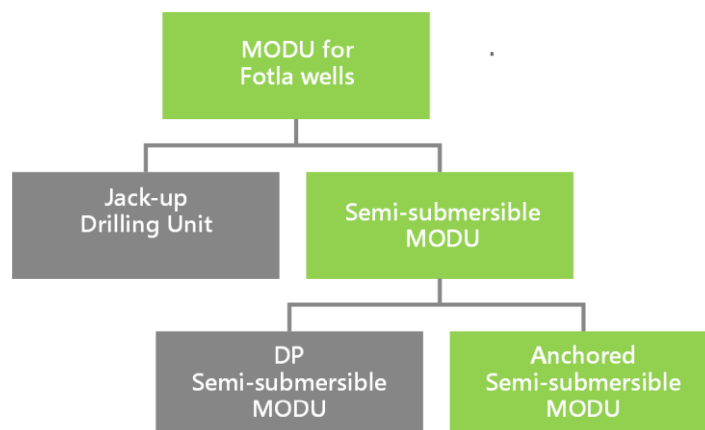 MODU for
Fotla wells
Jack-up
Drilling Unit
Semi-submersible
MODU
DP
Semi-submersible
MODU
Anchored
Semi-submersible
MODU